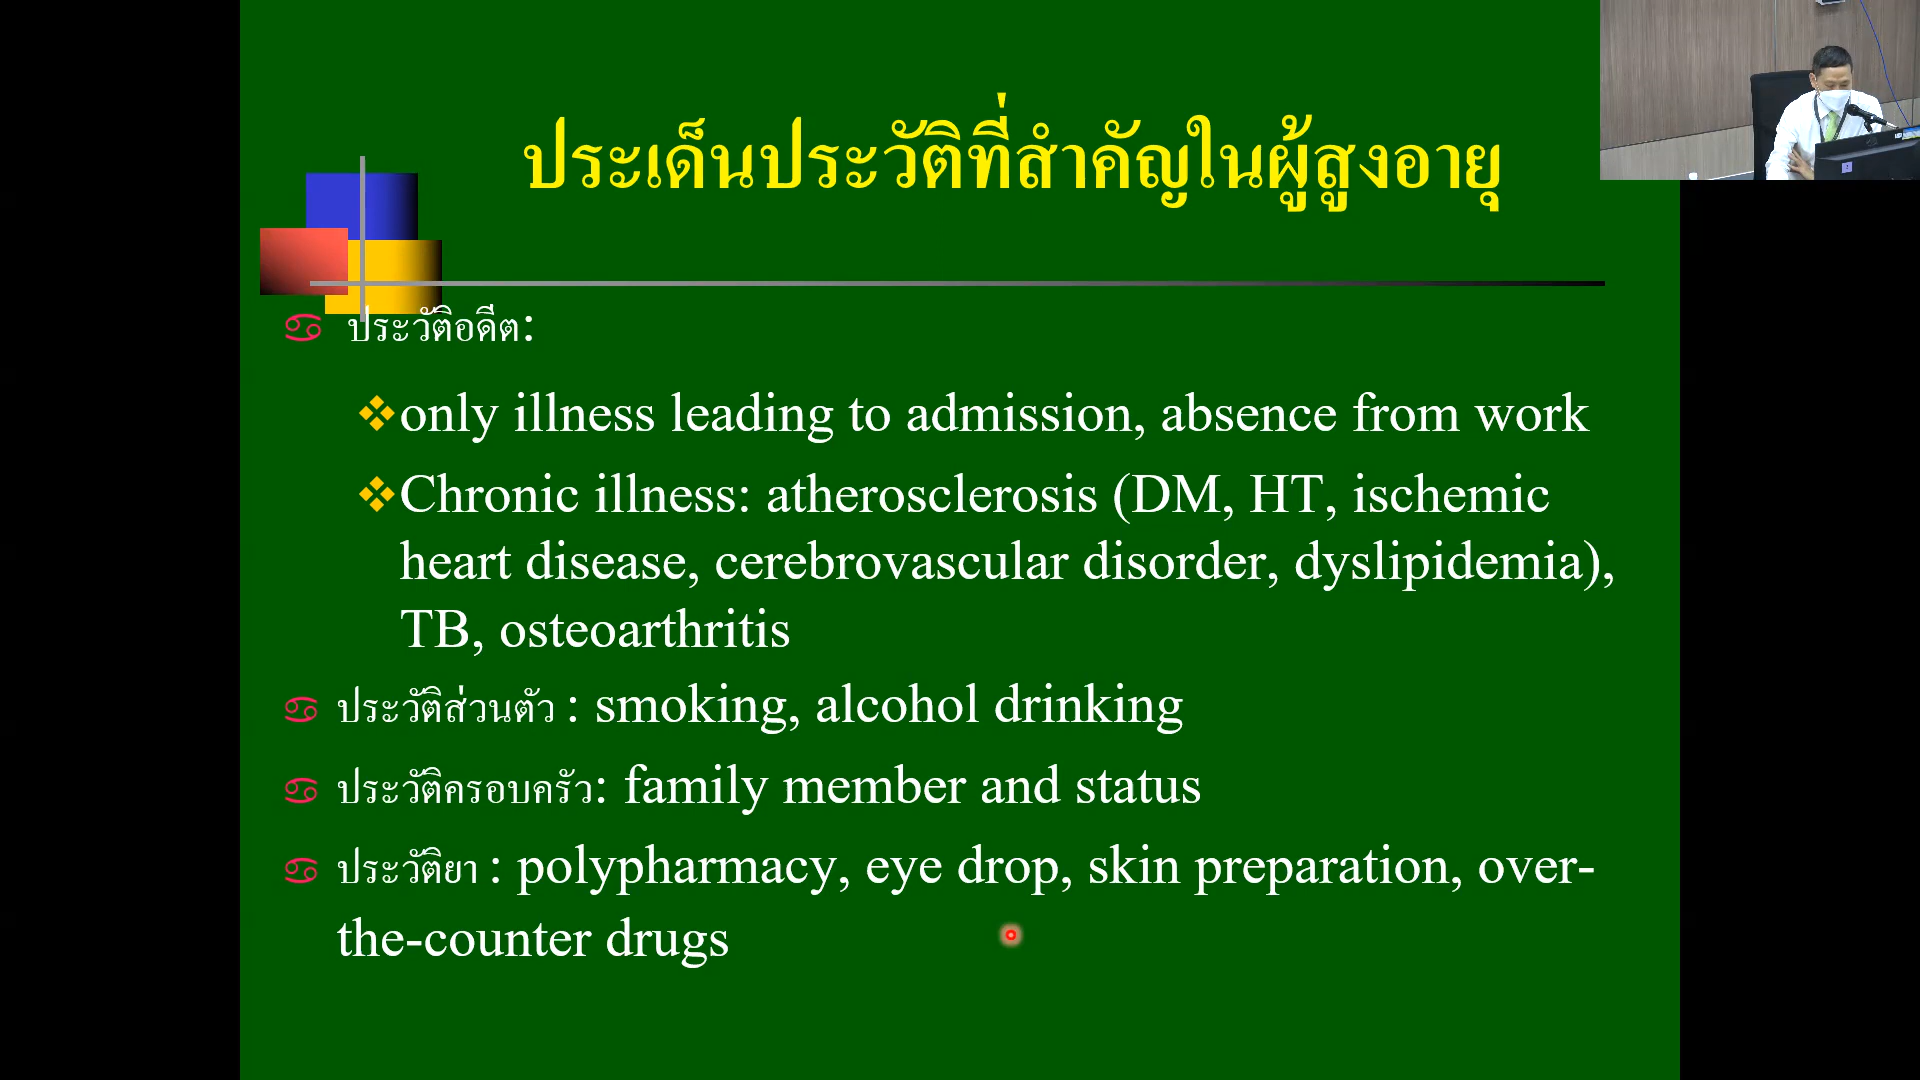 ประเด็นประวัติที่สำคัญในผู้สูงอายุ
ประวัติอดีต:
only illness leading to admission, absence from work
Chronic illness: atherosclerosis (DM, HT, ischemic
heart disease, cerebrovascular disorder, dyslipidemia),
TB, osteoarthritis
ประวัติส่วนตัว : smoking, alcohol drinking
ประวัติครอบครัว: family member and status
ประวัติยา : polypharmacy, eye drop, skin preparation, over-
the-counter drugs